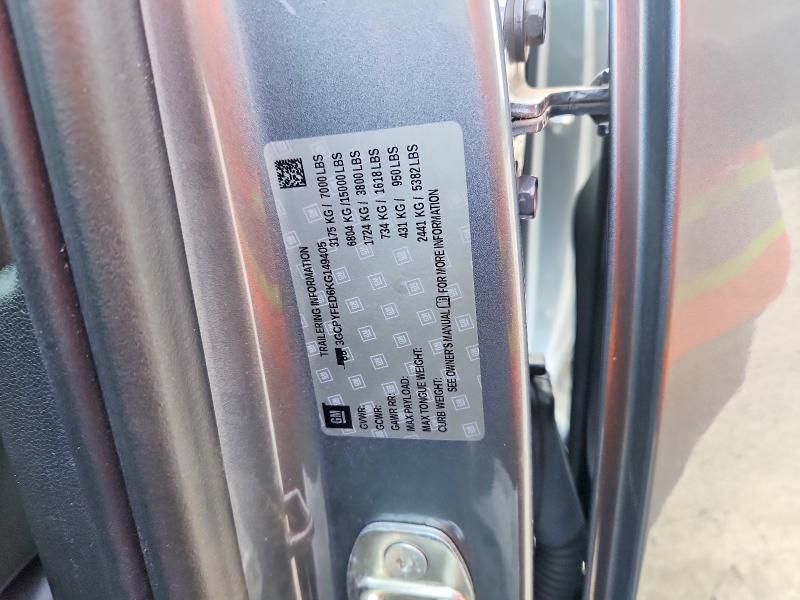 GM
TRAILERING INFORMATION
3GCPYFED6KG149405
GVWR: 3175 KG / 7000 LBS
GCWR: 6804 KG /15000 LBS
GAWR RR: 1724 KG / 3800 LBS
MAX PAYLOAD: 734 KG / 1618 LBS
MAX TONGUE WEIGHT: 431 KG / 950 LBS
CURB WEIGHT: 2441 KG / 5382 LBS
SEE OWNER'S MANUAL FOR MORE INFORMATION